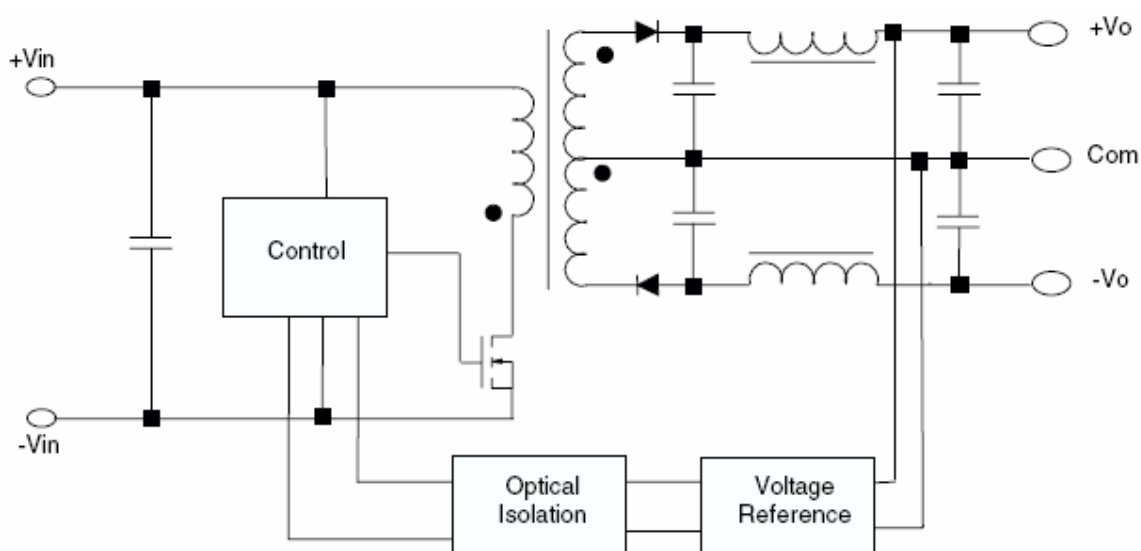 +Vo
+Vin
Com
Control
-Vo
-Vin
Optical
Isolation
Voltage
Reference